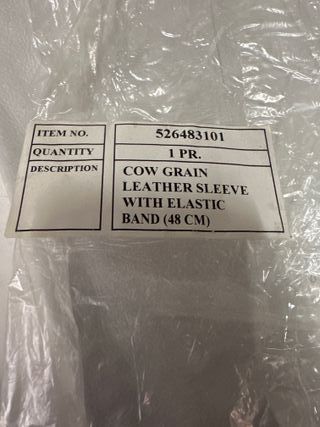 ITEM NO. 526483101
QUANTITY 1 PR.
DESCRIPTION COW GRAIN
LEATHER SLEEVE
WITH ELASTIC
BAND (48 CM)